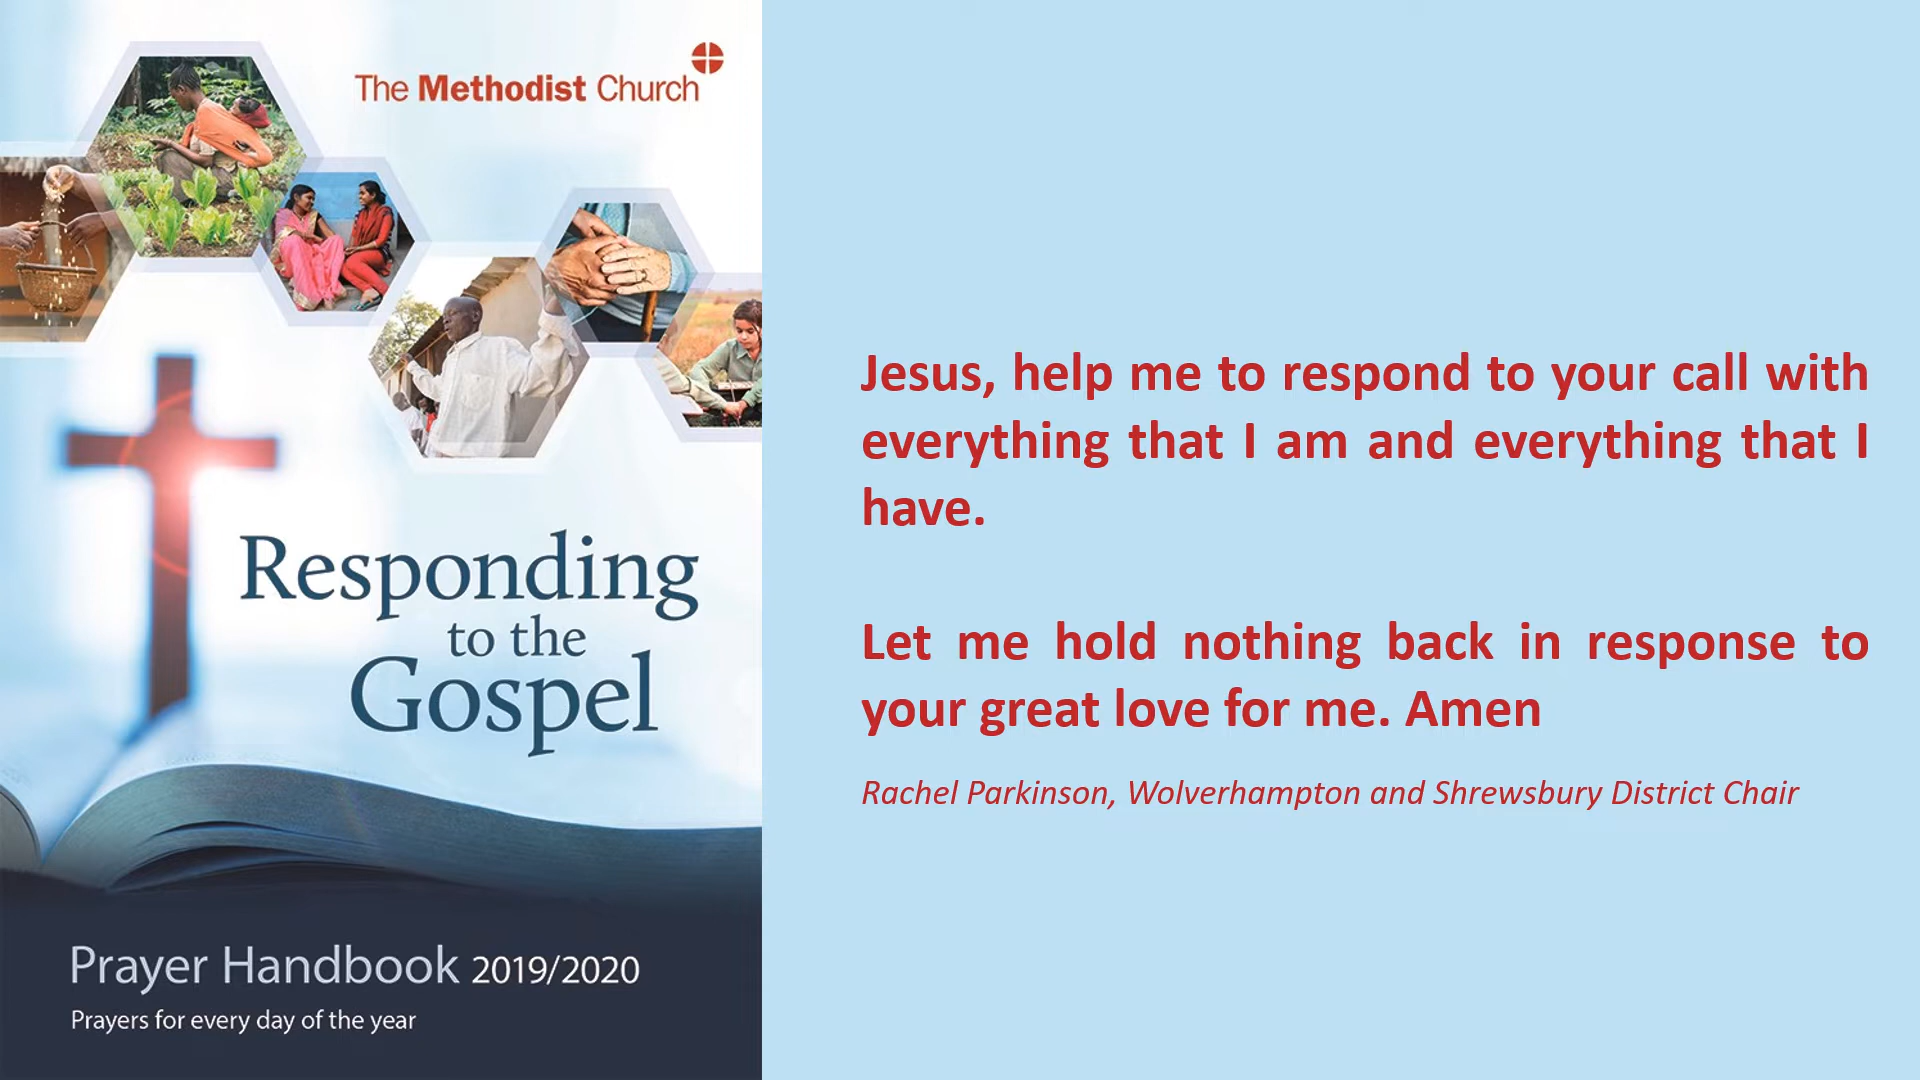 The Methodist Church
Responding
to the
Gospel
Prayer Handbook 2019/2020
Prayers for every day of the year
Jesus, help me to respond to your call with
everything that I am and everything that I
have.
Let me hold nothing back in response to
your great love for me. Amen
Rachel Parkinson, Wolverhampton and Shrewsbury District Chair